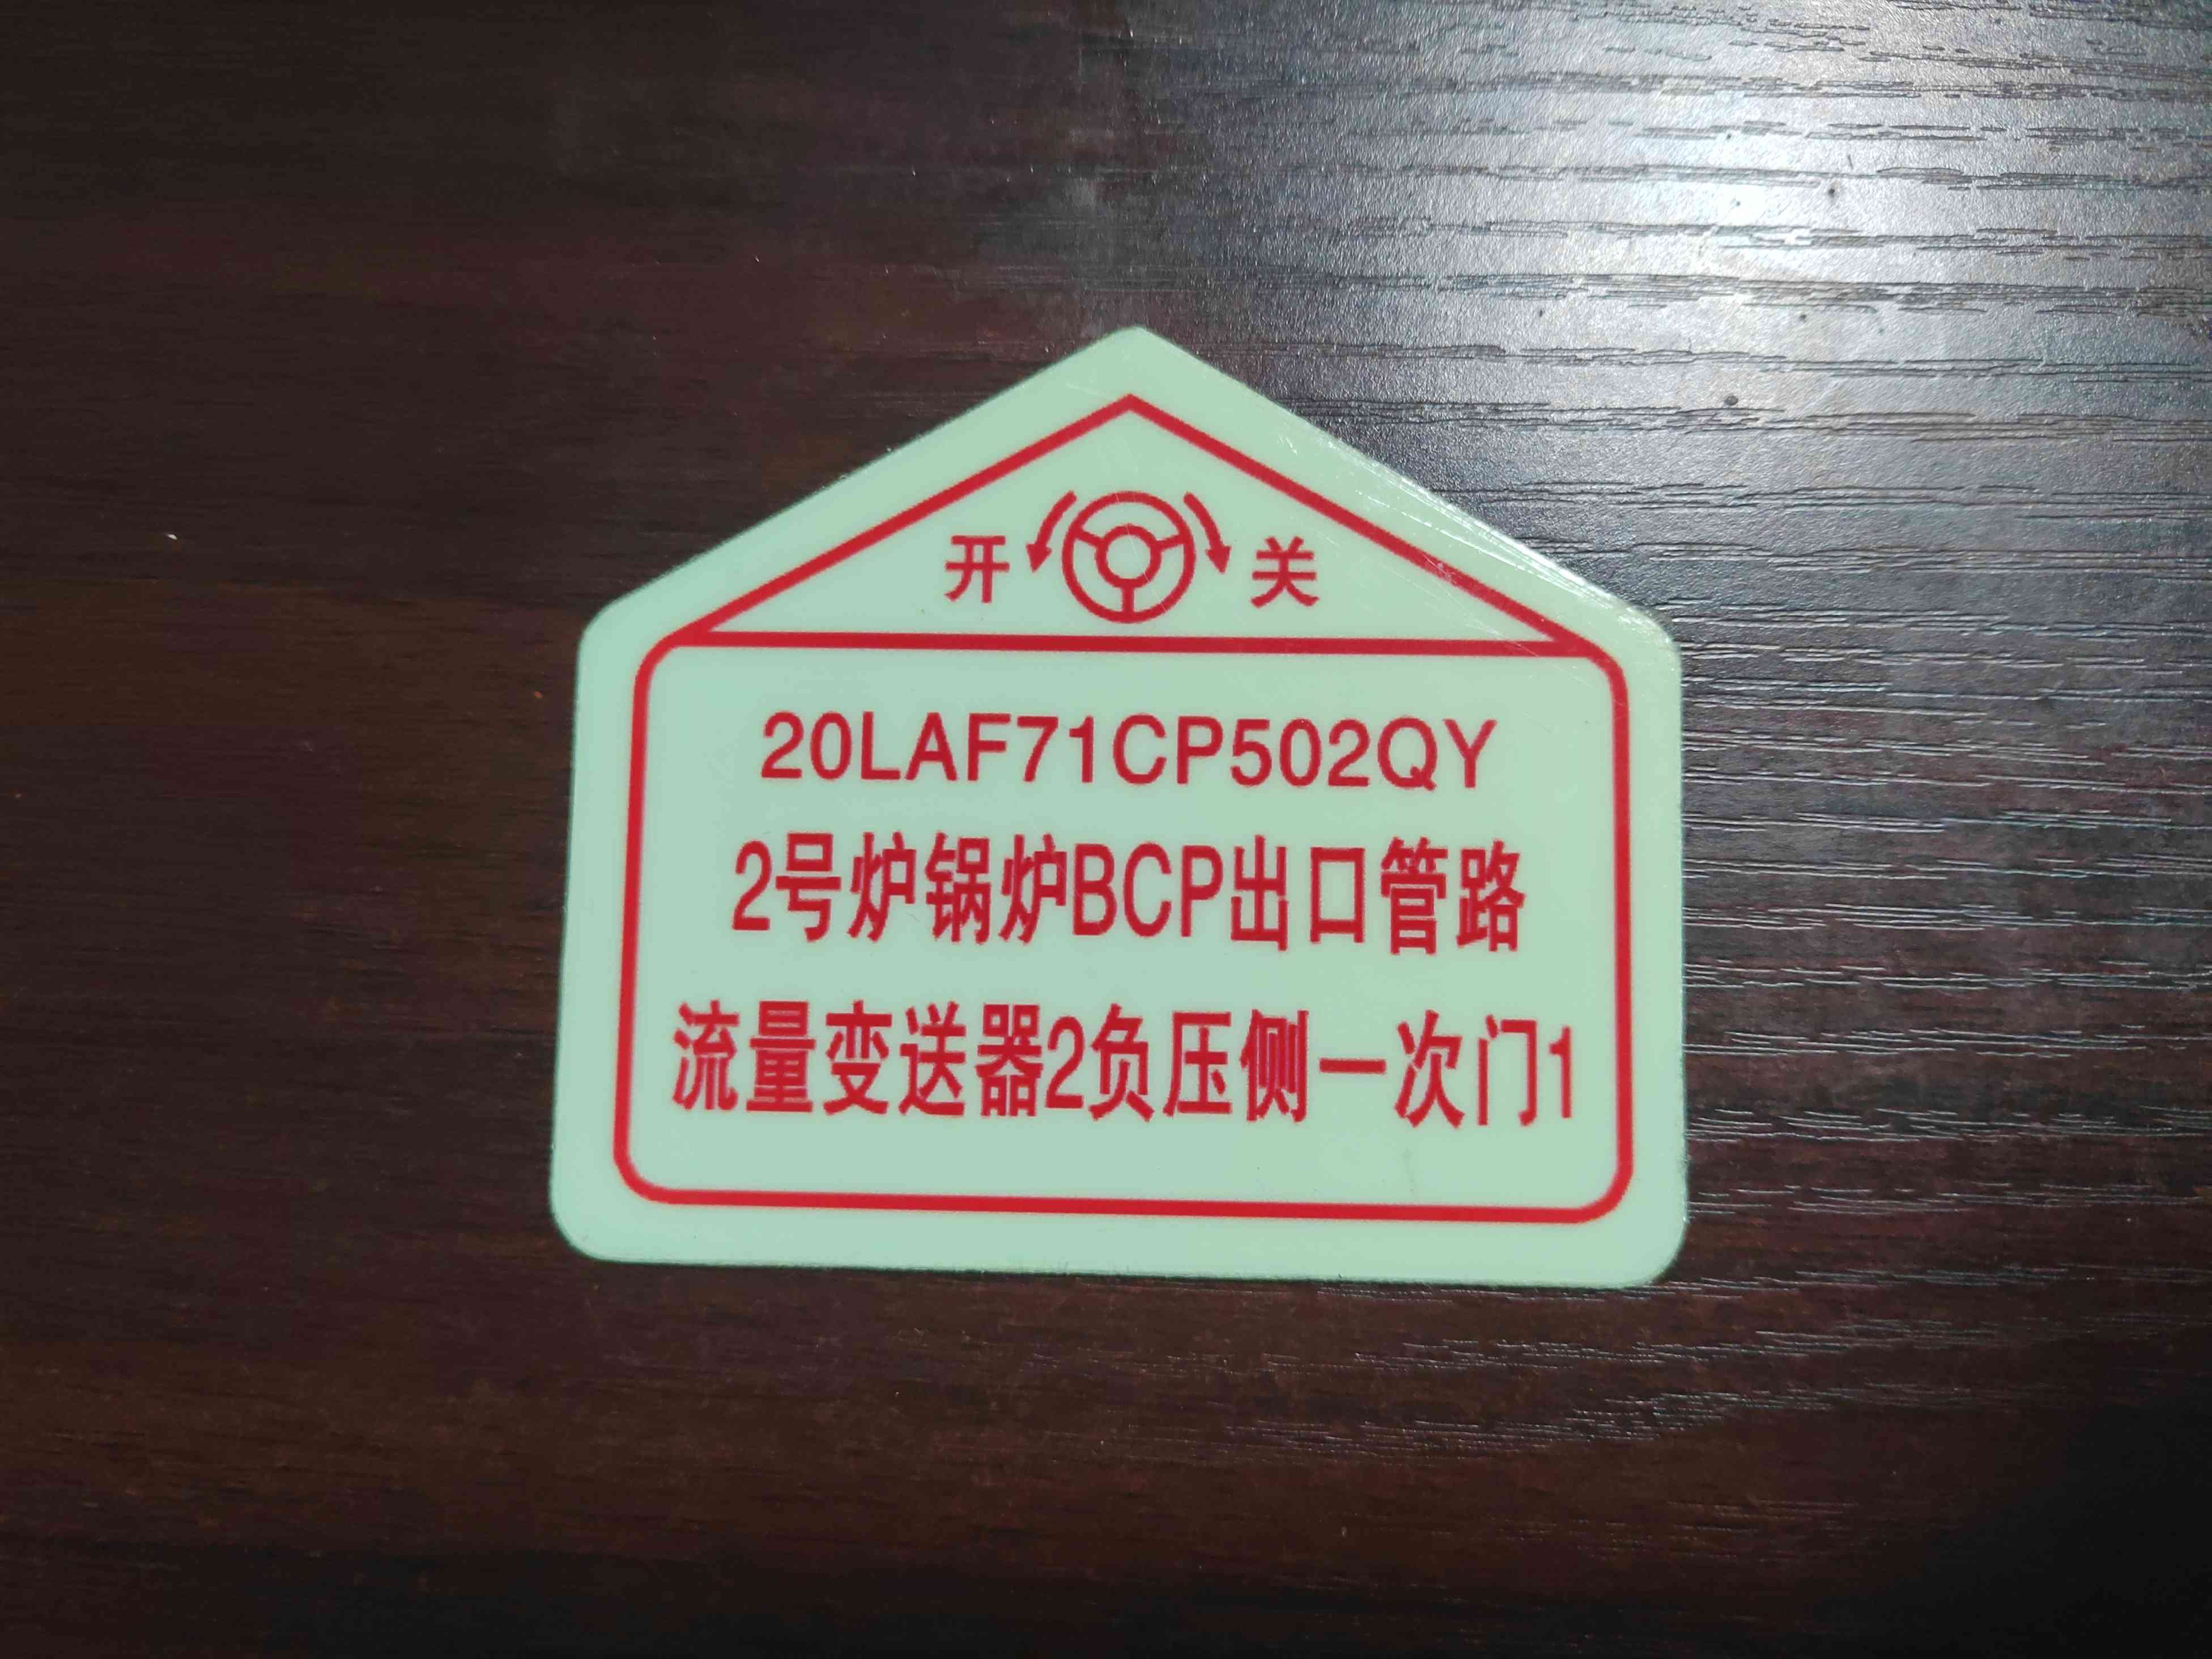 开 关
20LAF71CP502QY
2号炉锅炉BCP出口管路
流量变送器2负压侧一次门1